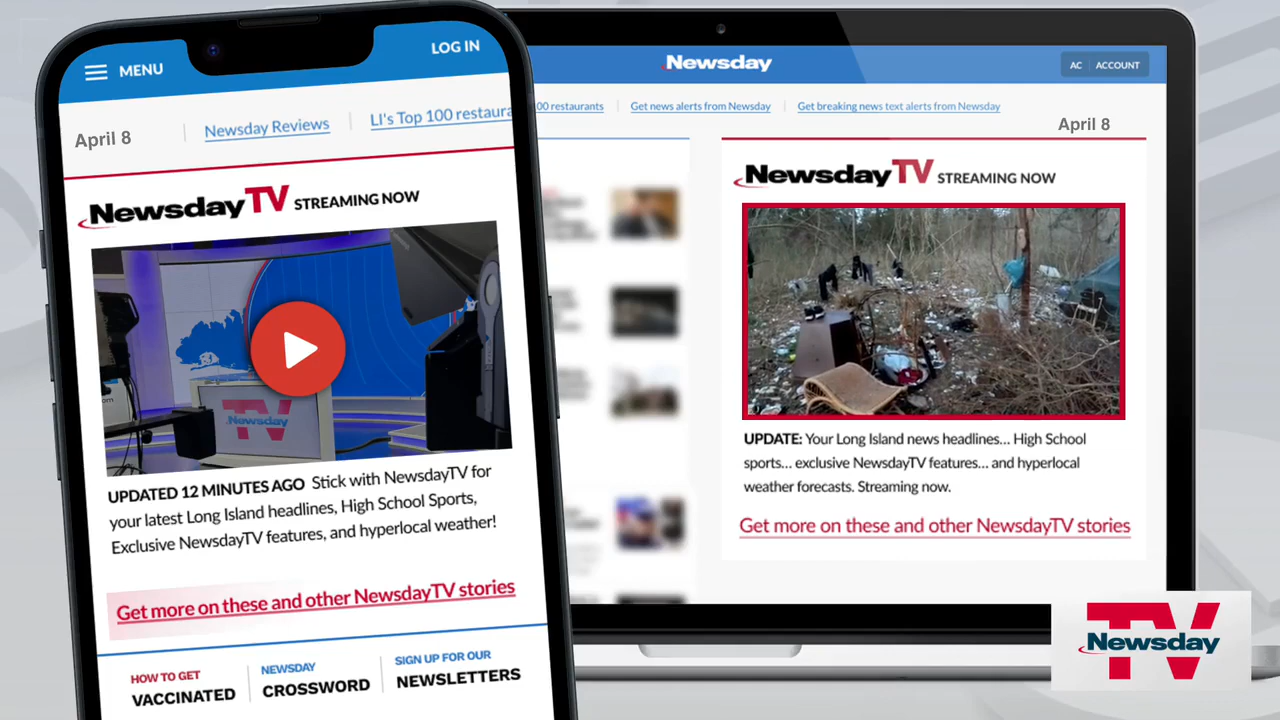 MENU
LOG IN
April 8
Newsday Reviews
LI's Top 100 restaura
NewsdayTV STREAMING NOW
TV
Newsday
UPDATED 12 MINUTES AGO Stick with NewsdayTV for
your latest Long Island headlines, High School Sports,
Exclusive NewsdayTV features, and hyperlocal weather!
Get more on these and other NewsdayTV stories
HOW TO GET
VACCINATED
NEWSDAY
CROSSWORD
SIGN UP FOR OUR
NEWSLETTERS
Newsday
AC
ACCOUNT
00 restaurants
Get news alerts from Newsday
Get breaking news text alerts from Newsday
April 8
NewsdayTV STREAMING NOW
UPDATE: Your Long Island news headlines... High School
sports... exclusive NewsdayTV features... and hyperlocal
weather forecasts. Streaming now.
Get more on these and other NewsdayTV stories
TV
Newsday